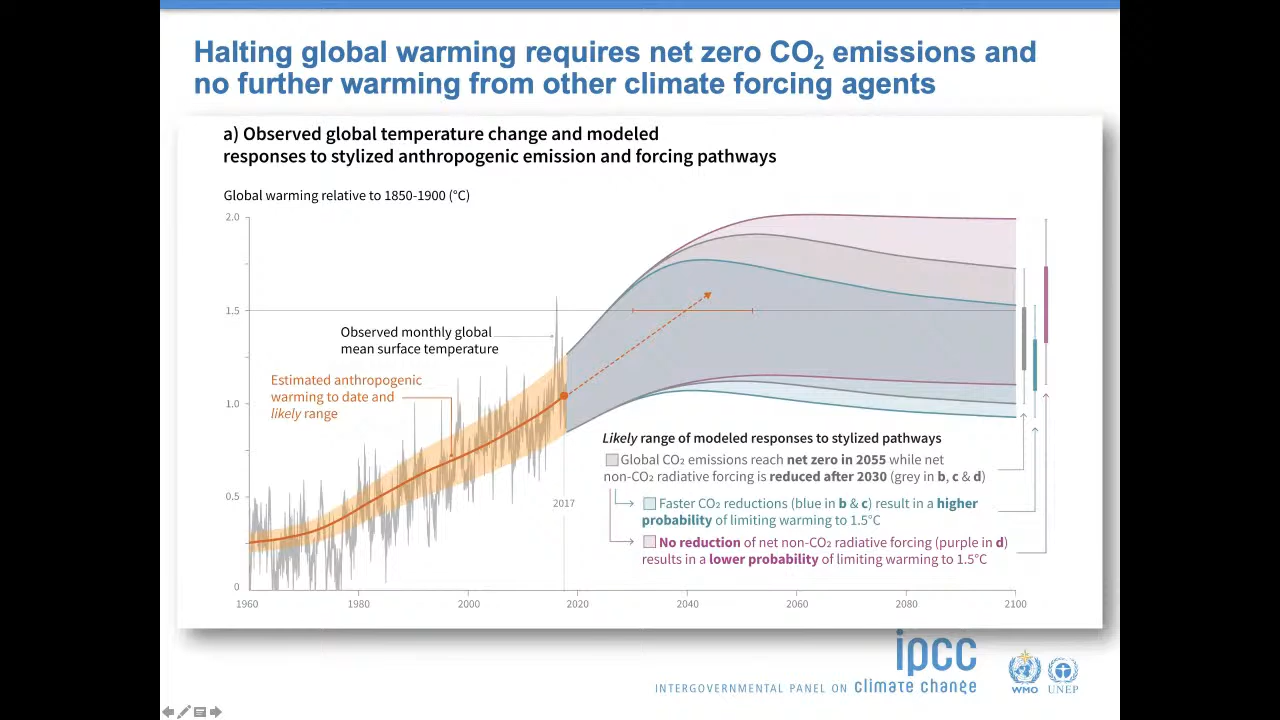 Halting global warming requires net zero CO₂ emissions and
no further warming from other climate forcing agents
a) Observed global temperature change and modeled
responses to stylized anthropogenic emission and forcing pathways
Global warming relative to 1850-1900 (°C)
2.0
1.5
1.0
0.5
0
Observed monthly global
mean surface temperature
Estimated anthropogenic
warming to date and
likely range
2017
Likely range of modeled responses to stylized pathways
Global CO₂ emissions reach net zero in 2055 while net
non-CO₂ radiative forcing is reduced after 2030 (grey in b, c & d)
Faster CO₂ reductions (blue in b & c) result in a higher
probability of limiting warming to 1.5°C
No reduction of net non-CO₂ radiative forcing (purple in d)
results in a lower probability of limiting warming to 1.5°C
1960 1980 2000 2020 2040 2060 2080 2100
ipcc
INTERGOVERNMENTAL PANEL ON climate change
WMO UNEP